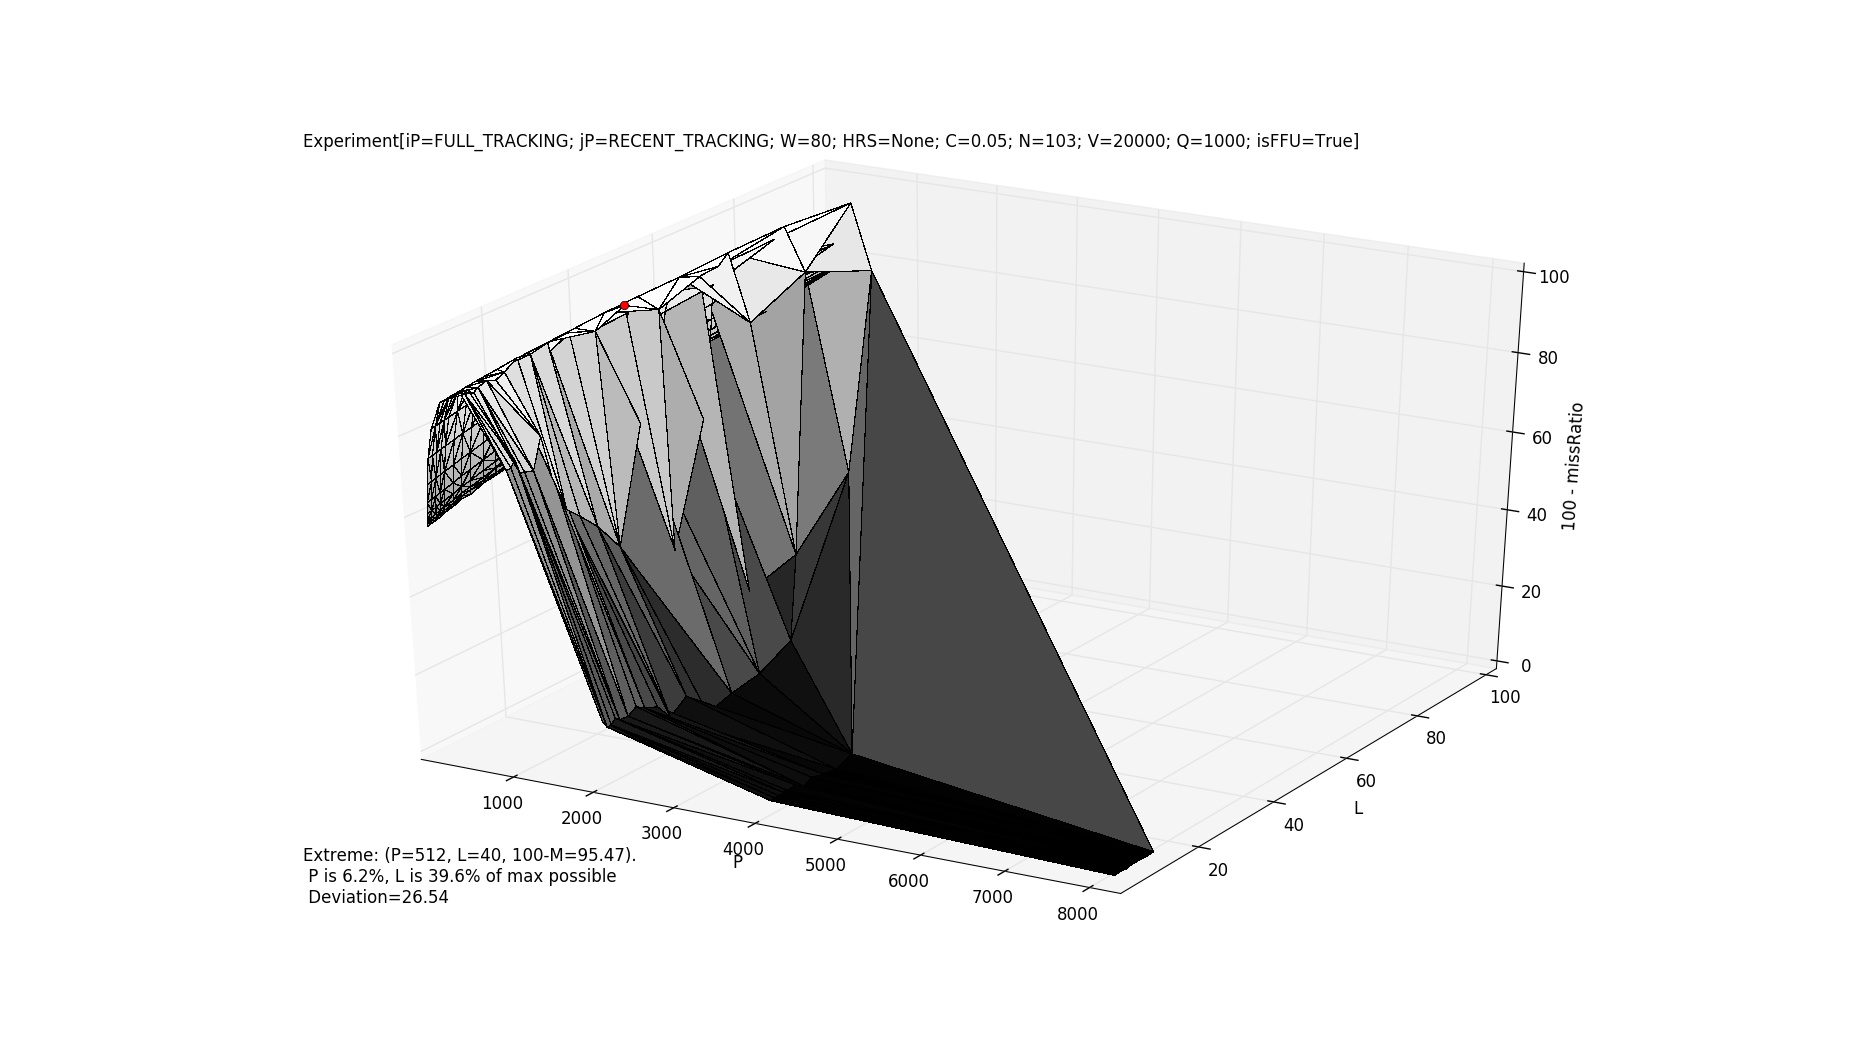 Experiment[iP=FULL_TRACKING; jP=RECENT_TRACKING; W=80; HRS=None; C=0.05; N=103; V=20000; Q=1000; isFFU=True]
100
80
60
40
20
0
100 - missRatio
100
80
60
40
20
L
1000
2000
3000
4000
5000
6000
7000
8000
P
Extreme: (P=512, L=40, 100-M=95.47).
P is 6.2%, L is 39.6% of max possible
Deviation=26.54